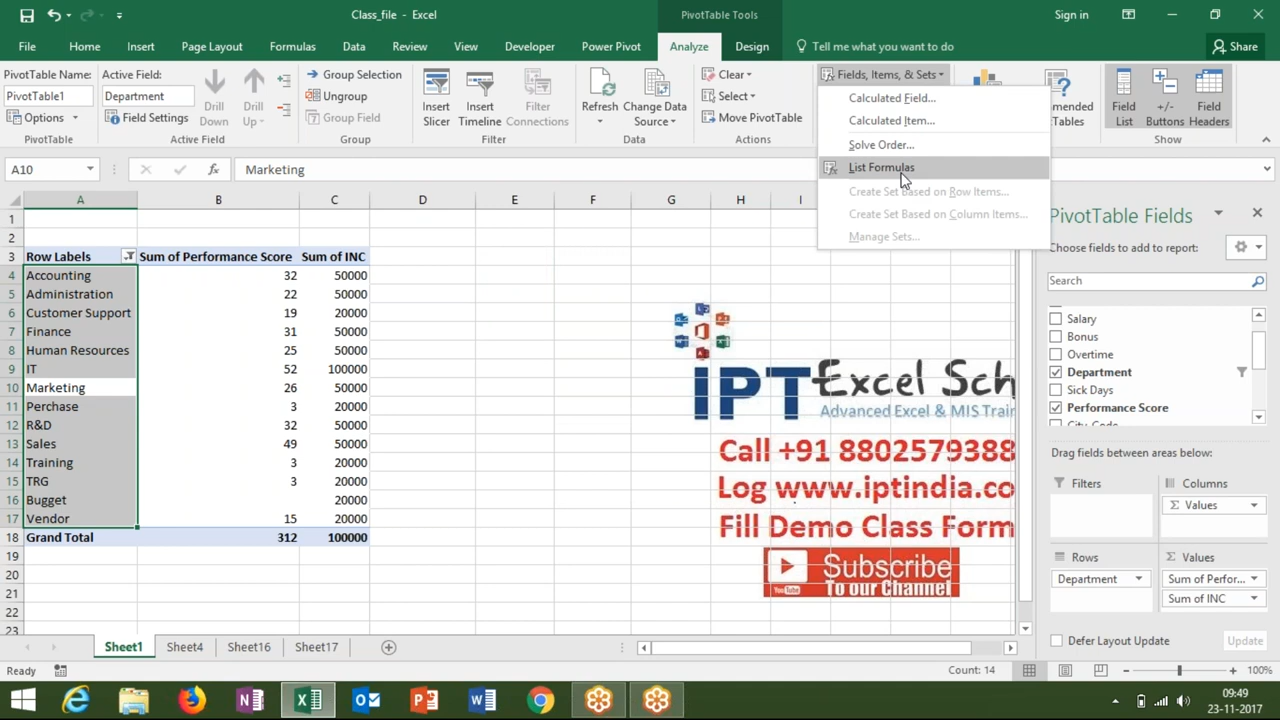 Class_file - Excel
PivotTable Tools
Sign in
File
Home
Insert
Page Layout
Formulas
Data
Review
View
Developer
Power Pivot
Analyze
Design
Tell me what you want to do
Share
PivotTable Name:
PivotTable1
Options
PivotTable
Active Field:
Department
Field Settings
Drill Down
Drill Up
Active Field
Group Selection
Ungroup
Group Field
Group
Insert Slicer
Insert Timeline
Filter Connections
Filter
Refresh
Change Data Source
Data
Clear
Select
Move PivotTable
Actions
Fields, Items, & Sets
Calculated Field...
Calculated Item...
Solve Order...
List Formulas
Create Set Based on Row Items...
Create Set Based on Column Items...
Manage Sets...
Field List
+/- Buttons
Field Headers
Show
A10
fx
Marketing
A B C D E F G H I
1
2
3 Row Labels Sum of Performance Score Sum of INC
4 Accounting 32 50000
5 Administration 22 50000
6 Customer Support 19 20000
7 Finance 31 50000
8 Human Resources 25 50000
9 IT 52 100000
10 Marketing 26 50000
11 Perchase 3 20000
12 R&D 32 50000
13 Sales 49 50000
14 Training 3 20000
15 TRG 3 20000
16 Bugget 20000
17 Vendor 15 20000
18 Grand Total 312 100000
19
20
21
22
23
IPT Excel Sch
Advanced Excel & MIS Train
Call +91 8802579388
Log www.iptindia.co
Fill Demo Class Form
Subscribe
To our Channel
YouTube
PivotTable Fields
Choose fields to add to report:
Search
Salary
Bonus
Overtime
Department
Sick Days
Performance Score
Drag fields between areas below:
Filters
Columns
Σ Values
Rows
Department
Σ Values
Sum of Perfor...
Sum of INC
Defer Layout Update
Update
Sheet1
Sheet4
Sheet16
Sheet17
Ready
Count: 14
100%
09:49
23-11-2017